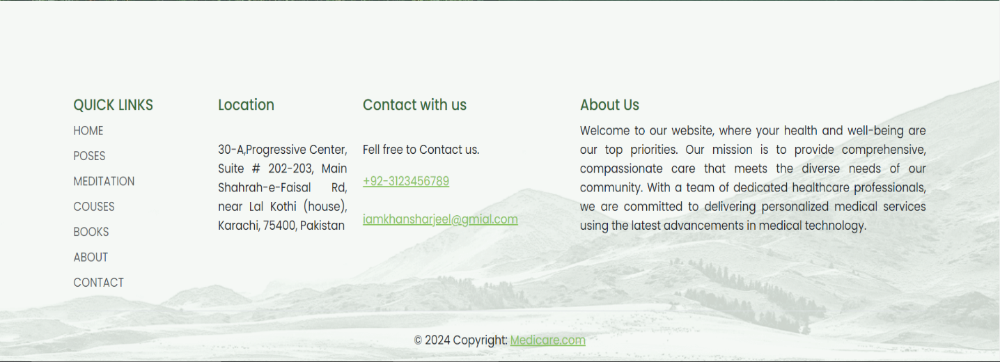 QUICK LINKS
HOME
POSES
MEDITATION
COUSES
BOOKS
ABOUT
CONTACT
Location
30-A,Progressive Center,
Suite # 202-203, Main
Shahrah-e-Faisal Rd,
near Lal Kothi (house),
Karachi, 75400, Pakistan
Contact with us
Fell free to Contact us.
+92-3123456789
iamkhansharjeel@gmial.com
About Us
Welcome to our website, where your health and well-being are
our top priorities. Our mission is to provide comprehensive,
compassionate care that meets the diverse needs of our
community. With a team of dedicated healthcare professionals,
we are committed to delivering personalized medical services
using the latest advancements in medical technology.
© 2024 Copyright: Medicare.com